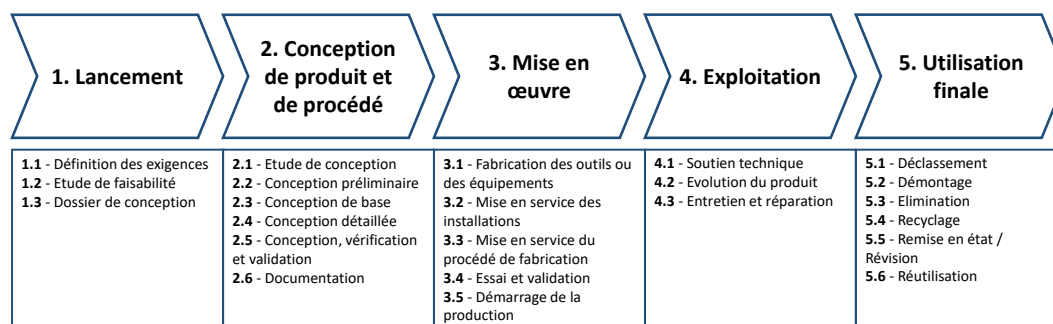 1. Lancement
2. Conception
de produit et
de procédé
3. Mise en
œuvre
4. Exploitation
5. Utilisation
finale
1.1 - Définition des exigences
1.2 - Etude de faisabilité
1.3 - Dossier de conception
2.1 - Etude de conception
2.2 - Conception préliminaire
2.3 - Conception de base
2.4 - Conception détaillée
2.5 - Conception, vérification
et validation
2.6 - Documentation
3.1 - Fabrication des outils ou
des équipements
3.2 - Mise en service des
installations
3.3 - Mise en service du
procédé de fabrication
3.4 - Essai et validation
3.5 - Démarrage de la
production
4.1 - Soutien technique
4.2 - Evolution du produit
4.3 - Entretien et réparation
5.1 - Déclassement
5.2 - Démontage
5.3 - Elimination
5.4 - Recyclage
5.5 - Remise en état /
Révision
5.6 - Réutilisation